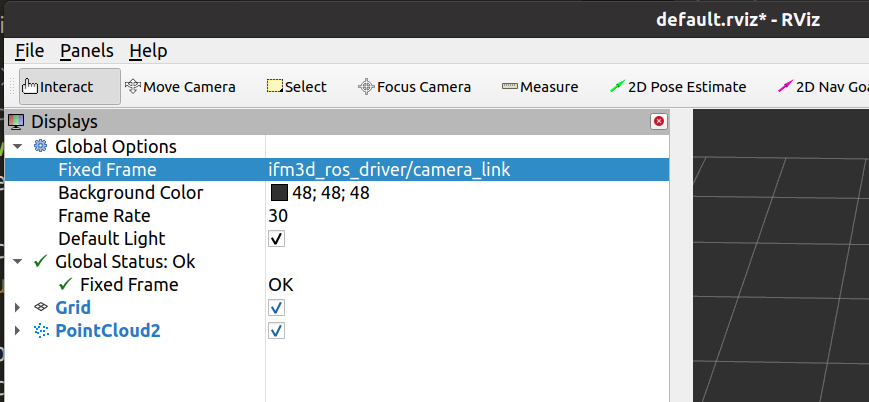 default.rviz* - RViz
File Panels Help
Interact Move Camera Select Focus Camera Measure 2D Pose Estimate 2D Nav Goa
Displays
Global Options
Fixed Frame ifm3d_ros_driver/camera_link
Background Color 48; 48; 48
Frame Rate 30
Default Light
Global Status: Ok
Fixed Frame OK
Grid
PointCloud2